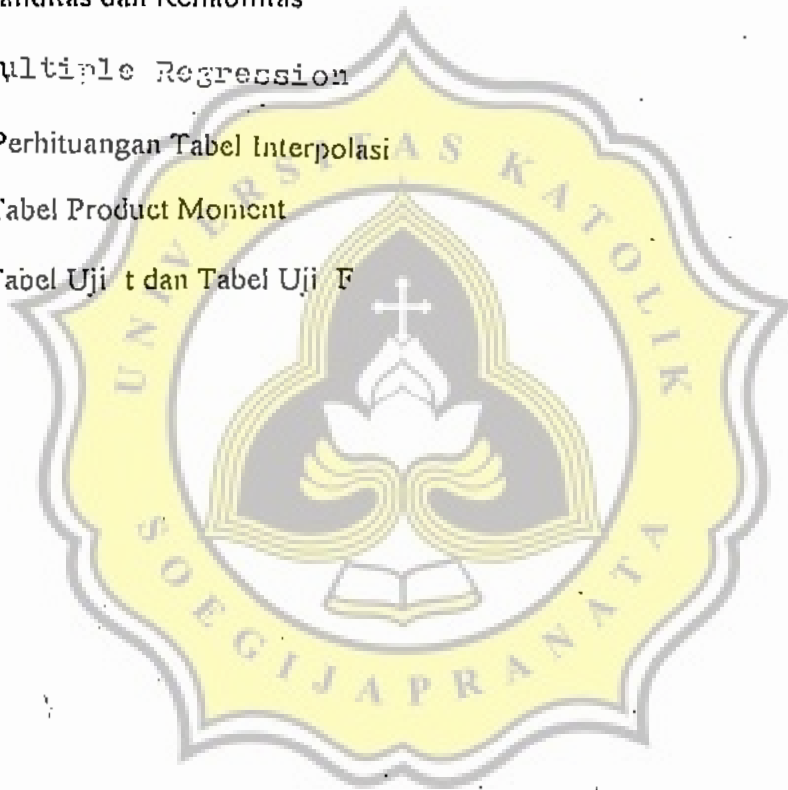 Multiple Regression
Perhituangan Tabel Interpolasi
Tabel Product Moment
Tabel Uji t dan Tabel Uji F
UNIVERSITAS KATOLIK
SOEGIJAPRANATA